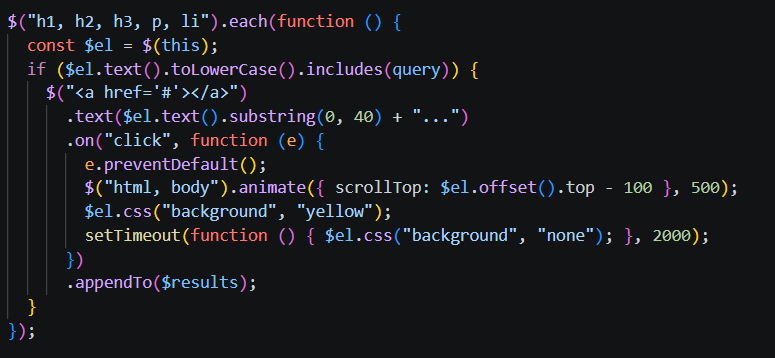 $("h1, h2, h3, p, li").each(function () {
  const $el = $(this);
  if ($el.text().toLowerCase().includes(query)) {
    $("<a href='#'></a>")
      .text($el.text().substring(0, 40) + "...")
      .on("click", function (e) {
        e.preventDefault();
        $("html, body").animate({ scrollTop: $el.offset().top - 100 }, 500);
        $el.css("background", "yellow");
        setTimeout(function () { $el.css("background", "none"); }, 2000);
      })
      .appendTo($results);
  }
});